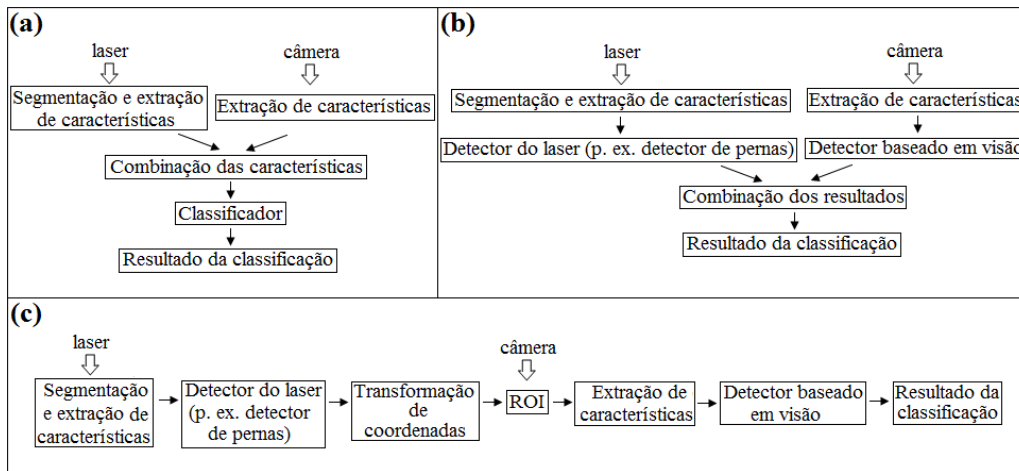 (a)
laser
câmera
Segmentação e extração
de características
Extração de características
Combinação das características
Classificador
Resultado da classificação
(b)
laser
câmera
Segmentação e extração de características
Extração de características
Detector do laser (p. ex. detector de pernas)
Detector baseado em visão
Combinação dos resultados
Resultado da classificação
(c)
laser
Segmentação
e extração de
características
Detector do laser
(p. ex. detector
de pernas)
Transformação
de
coordenadas
câmera
ROI
Extração de
características
Detector baseado
em visão
Resultado da
classificação